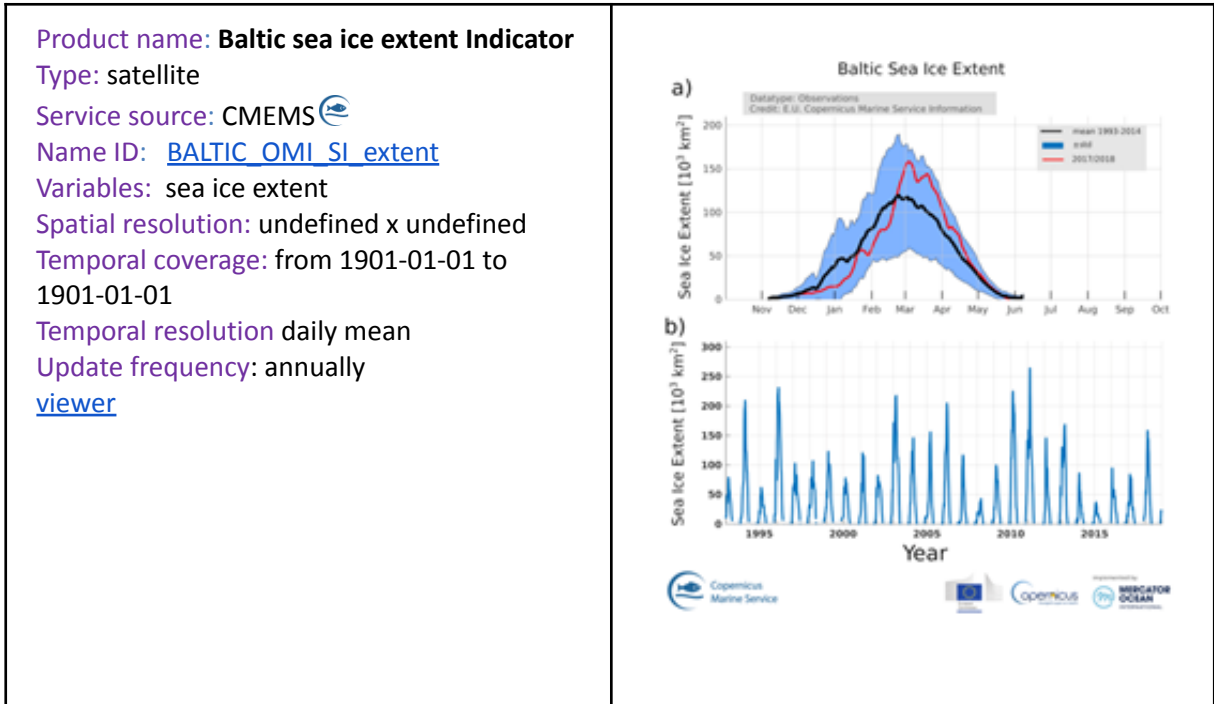 Product name: Baltic sea ice extent Indicator
Type: satellite
Service source: CMEMS
Name ID: BALTIC_OMI_SI_extent
Variables: sea ice extent
Spatial resolution: undefined x undefined
Temporal coverage: from 1901-01-01 to
1901-01-01
Temporal resolution daily mean
Update frequency: annually
viewer
Baltic Sea Ice Extent
a)
Datatype: Observations
Credit: E.U. Copernicus Marine Service Information
mean 1993-2014
±std
2017/2018
Sea Ice Extent [10³ km²]
200
150
100
50
0
Nov Dec Jan Feb Mar Apr May Jun Jul Aug Sep Oct
b)
Sea Ice Extent [10³ km²]
300
250
200
150
100
50
0
1995 2000 2005 2010 2015
Year
Copernicus
Marine Service
opernicus
Implemented by
MERCATOR
OCEAN
INTERNATIONAL